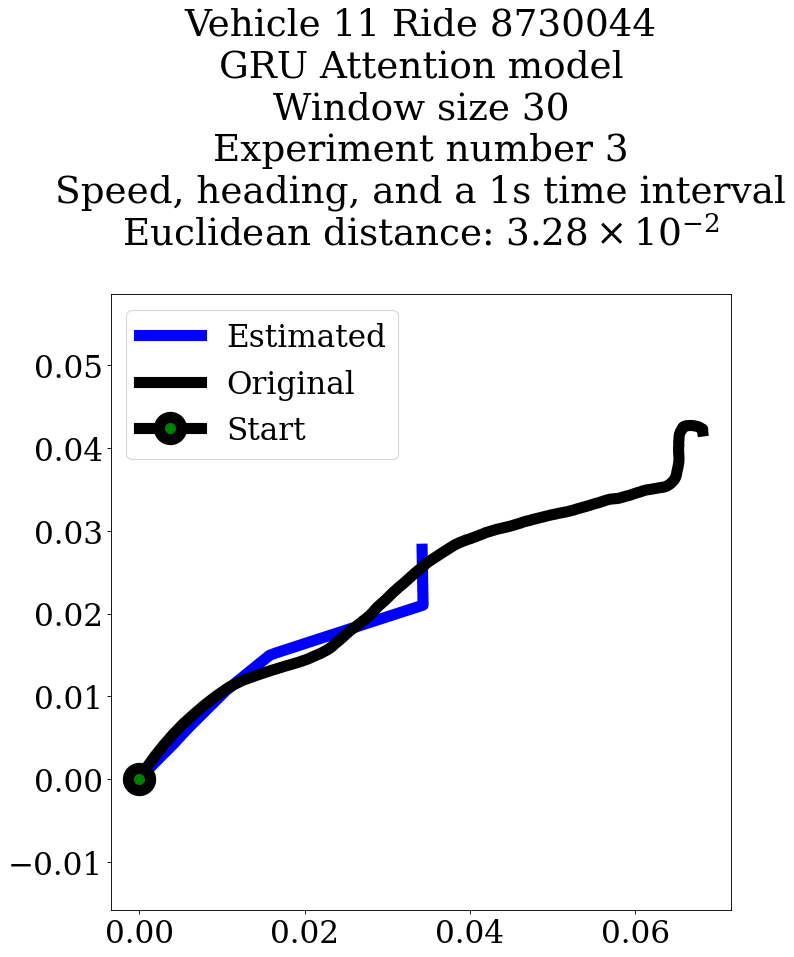 Vehicle 11 Ride 8730044
GRU Attention model
Window size 30
Experiment number 3
Speed, heading, and a 1s time interval
Euclidean distance: 3.28 × 10⁻²
Estimated
Original
Start
0.05
0.04
0.03
0.02
0.01
0.00
−0.01
0.00 0.02 0.04 0.06